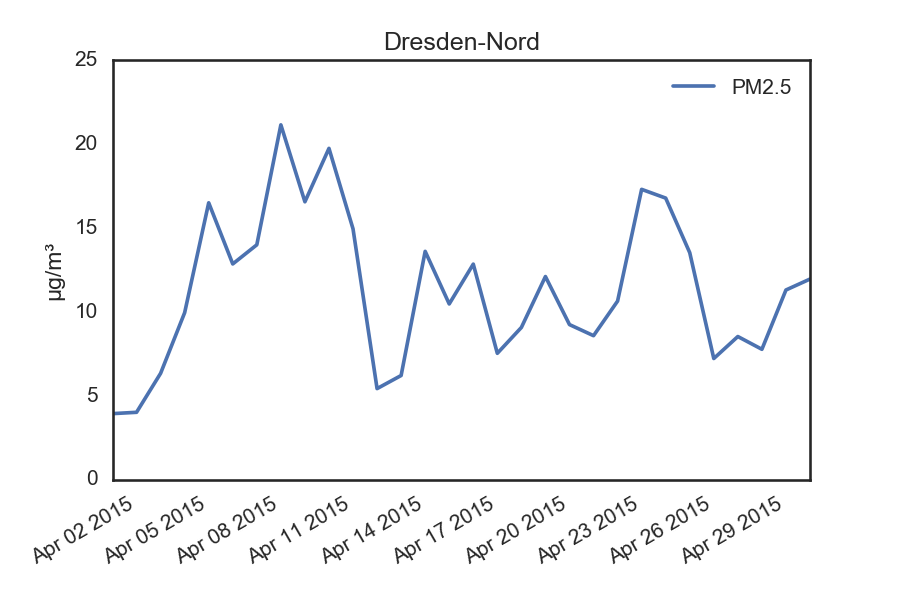 Dresden-Nord
25
20
15
10
5
0
µg/m³
PM2.5
Apr 02 2015
Apr 05 2015
Apr 08 2015
Apr 11 2015
Apr 14 2015
Apr 17 2015
Apr 20 2015
Apr 23 2015
Apr 26 2015
Apr 29 2015